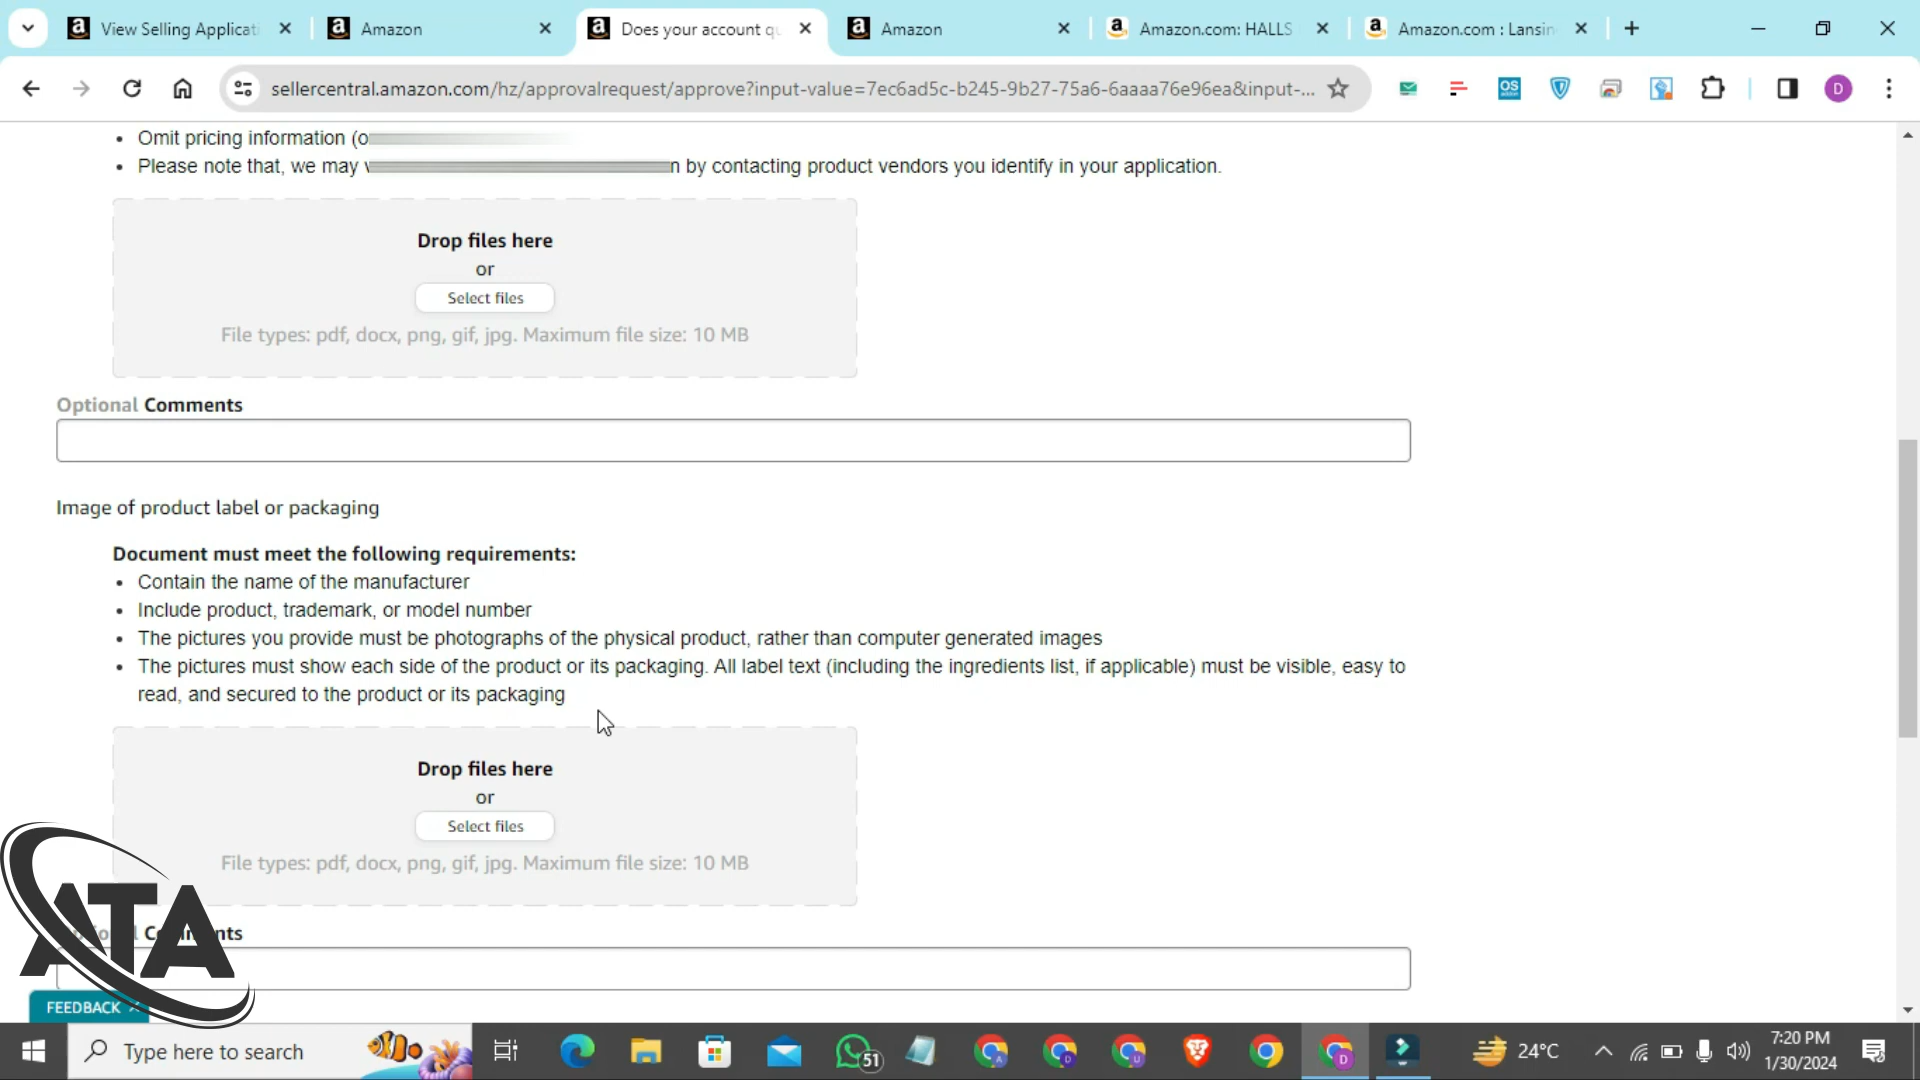 View Selling Applicati
Amazon
Does your account qu
Amazon
Amazon.com: HALLS
Amazon.com : Lansin
sellercentral.amazon.com/hz/approvalrequest/approve?input-value=7ec6ad5c-b245-9b27-75a6-6aaaa76e96ea&input-...
OS
D
• Omit pricing information (o
• Please note that, we may n by contacting product vendors you identify in your application.
Drop files here
or
Select files
File types: pdf, docx, png, gif, jpg. Maximum file size: 10 MB
Optional Comments
Image of product label or packaging
Document must meet the following requirements:
• Contain the name of the manufacturer
• Include product, trademark, or model number
• The pictures you provide must be photographs of the physical product, rather than computer generated images
• The pictures must show each side of the product or its packaging. All label text (including the ingredients list, if applicable) must be visible, easy to
read, and secured to the product or its packaging
Drop files here
or
Select files
File types: pdf, docx, png, gif, jpg. Maximum file size: 10 MB
ATA
FEEDBACK
Type here to search
51
24°C
7:20 PM
1/30/2024